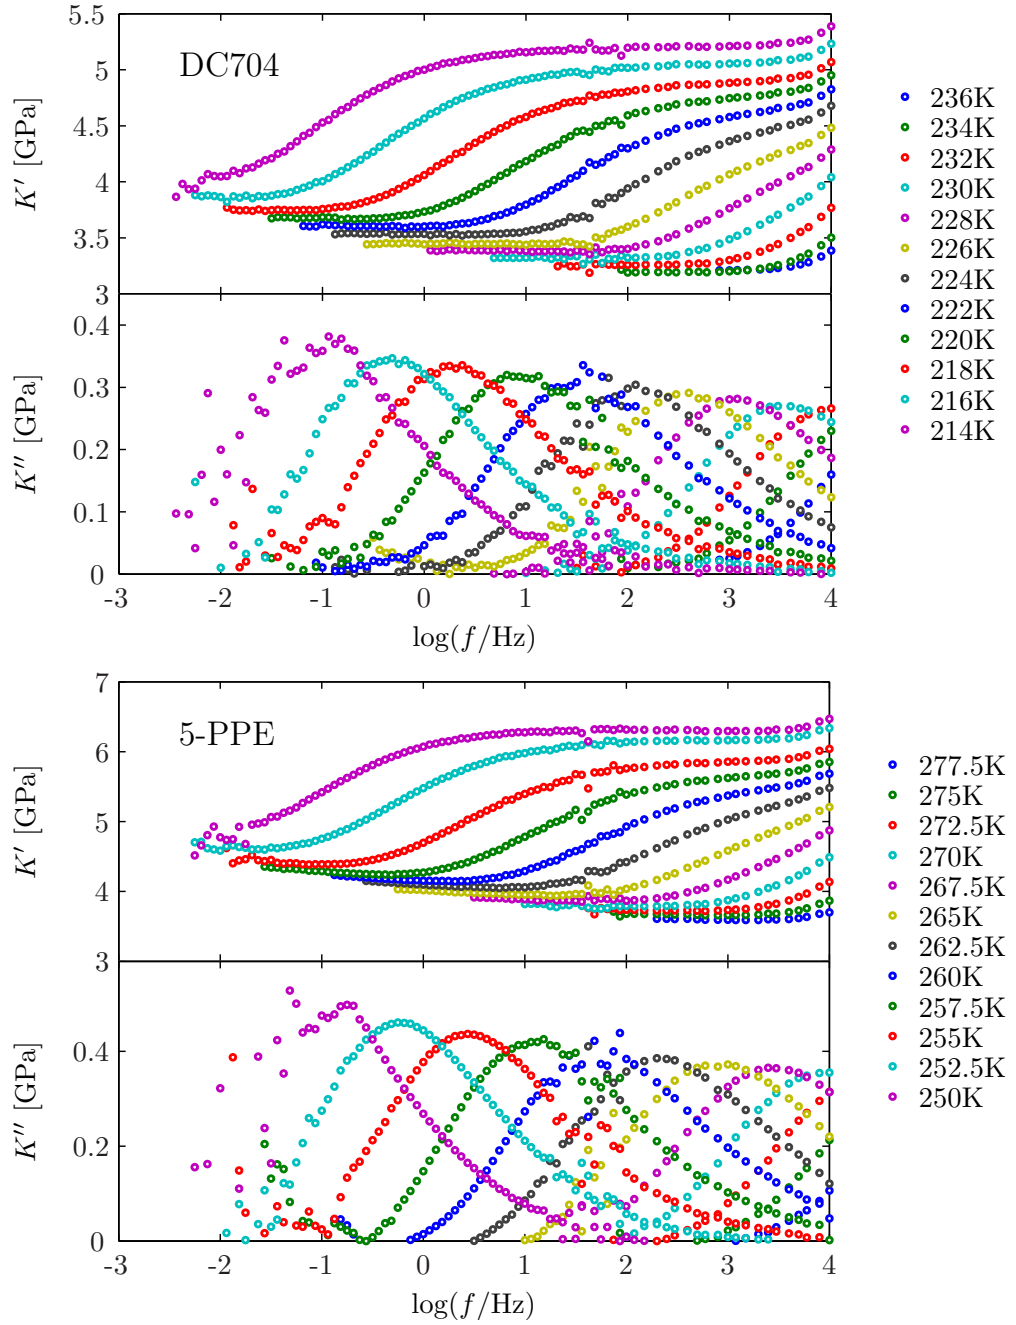 5.5
5
4.5
4
3.5
3
K′ [GPa]
DC704
0.4
0.3
0.2
0.1
0
K″ [GPa]
-3 -2 -1 0 1 2 3 4
log(f/Hz)
236K
234K
232K
230K
228K
226K
224K
222K
220K
218K
216K
214K
7
6
5
4
3
K′ [GPa]
5-PPE
0.4
0.2
0
K″ [GPa]
-3 -2 -1 0 1 2 3 4
log(f/Hz)
277.5K
275K
272.5K
270K
267.5K
265K
262.5K
260K
257.5K
255K
252.5K
250K